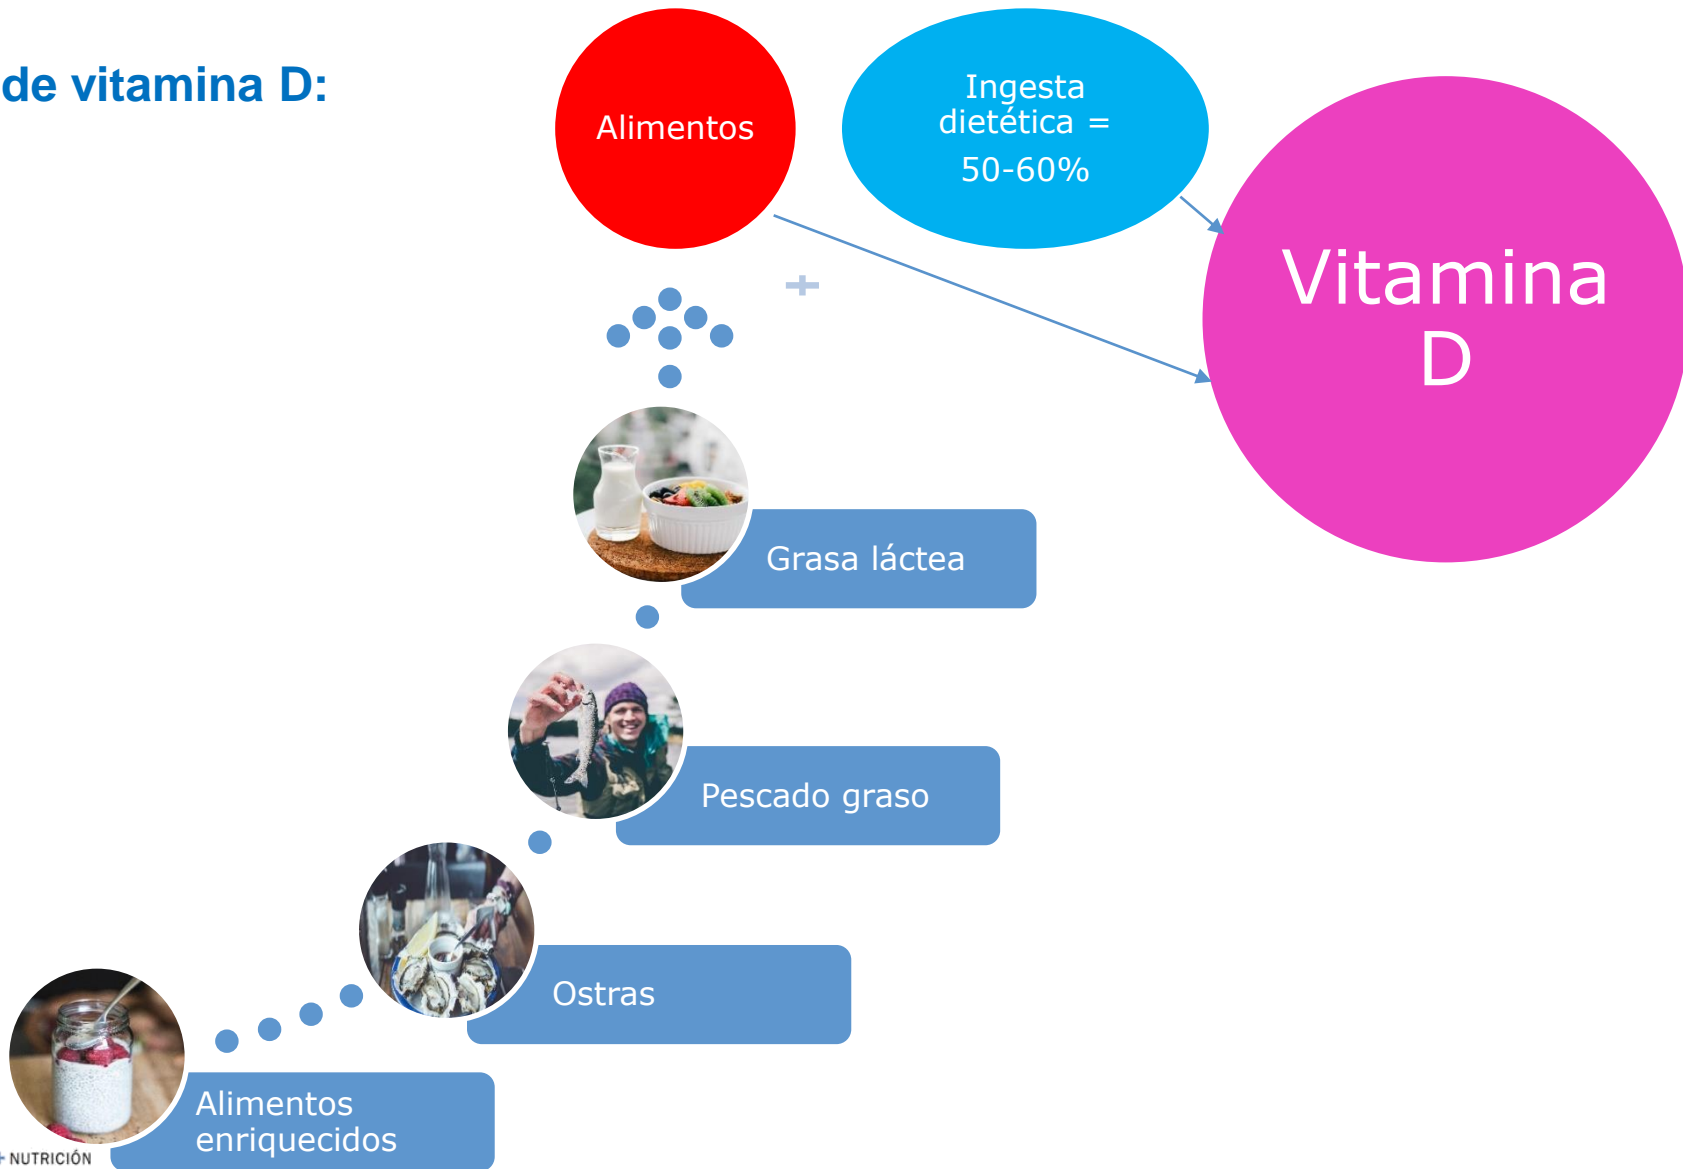 de vitamina D:
Alimentos
Ingesta
dietética =
50-60%
Vitamina
D
Grasa láctea
Pescado graso
Ostras
Alimentos
enriquecidos
+ NUTRICIÓN